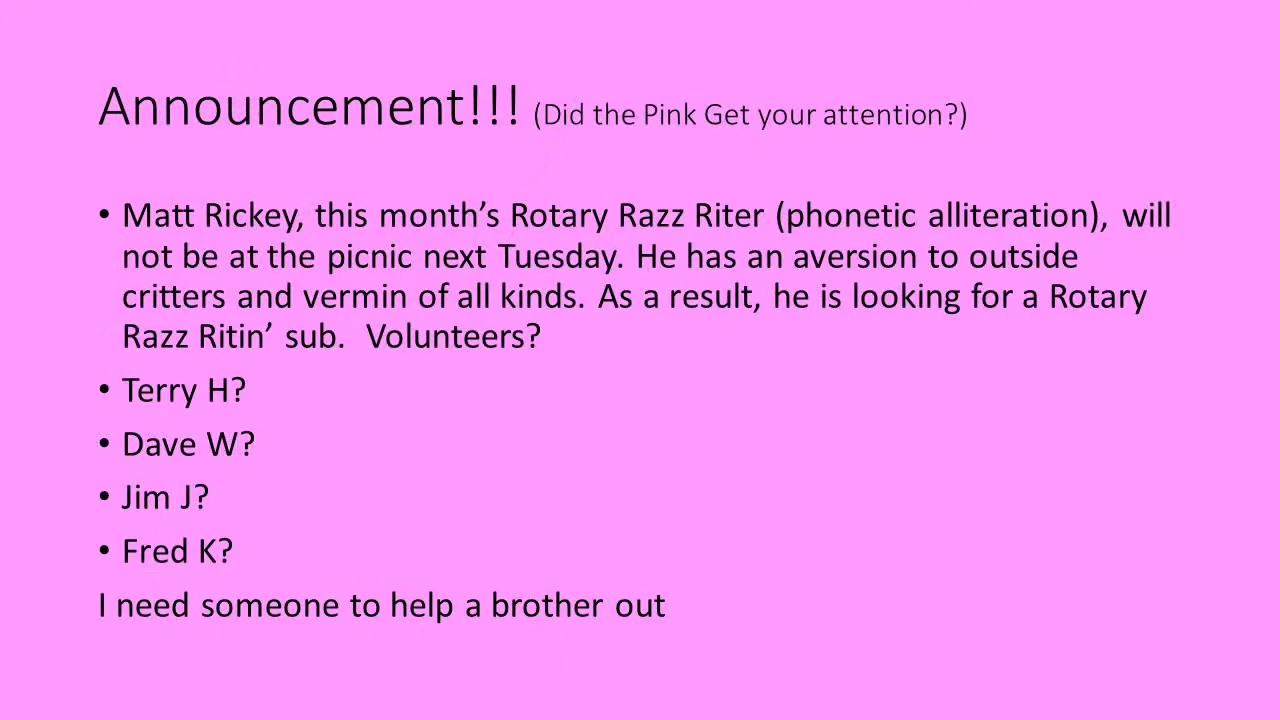 Announcement!!! (Did the Pink Get your attention?)
• Matt Rickey, this month’s Rotary Razz Riter (phonetic alliteration), will
not be at the picnic next Tuesday. He has an aversion to outside
critters and vermin of all kinds. As a result, he is looking for a Rotary
Razz Ritin’ sub. Volunteers?
• Terry H?
• Dave W?
• Jim J?
• Fred K?
I need someone to help a brother out